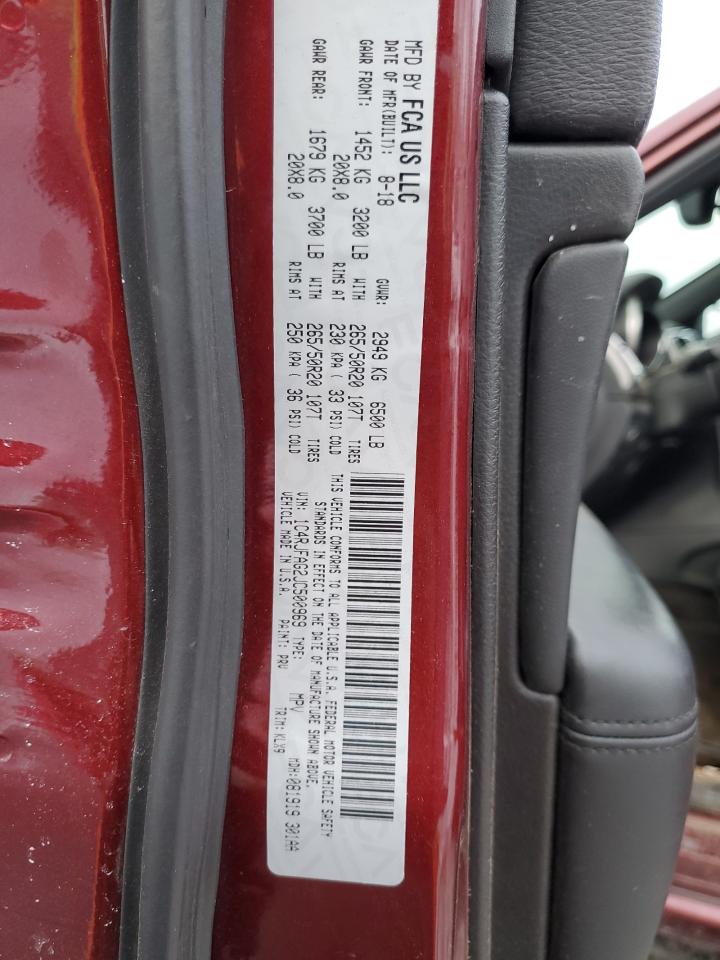 MFD BY FCA US LLC
DATE OF MFR(BUILT): 8-18 GVWR: 2949 KG 6500 LB
GAWR FRONT: 1452 KG 3200 LB WITH 265/50R20 107T TIRES
20X8.0 RIMS AT 230 KPA ( 33 PSI) COLD
GAWR REAR: 1679 KG 3700 LB WITH 265/50R20 107T TIRES
20X8.0 RIMS AT 250 KPA ( 36 PSI) COLD
THIS VEHICLE CONFORMS TO ALL APPLICABLE U.S.A. FEDERAL MOTOR VEHICLE SAFETY
STANDARDS IN EFFECT ON THE DATE OF MANUFACTURE SHOWN ABOVE.
VIN: 1C4RJFAG2JC500969 TYPE: MPV MDH:081919 301AA
VEHICLE MADE IN U.S.A. PAINT: PRV TRIM:KLX9